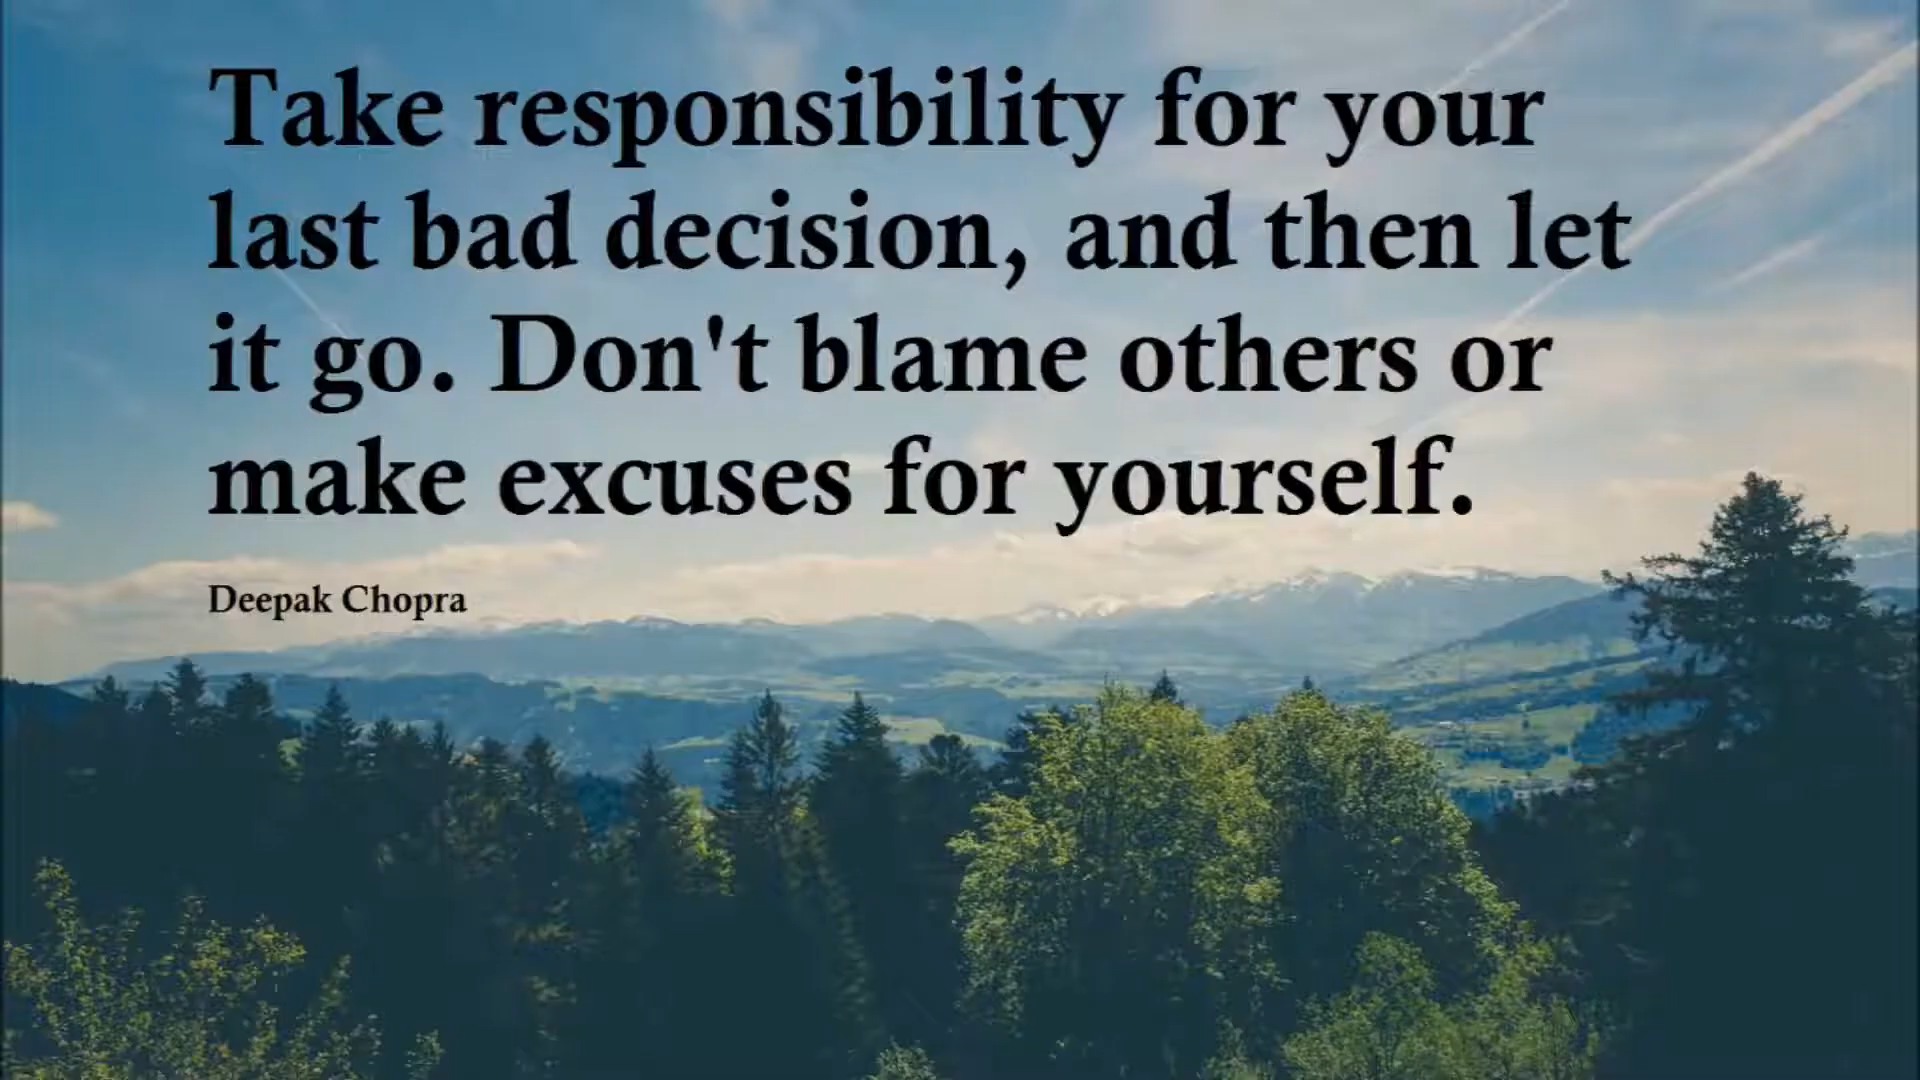 Take responsibility for your
last bad decision, and then let
it go. Don't blame others or
make excuses for yourself.
Deepak Chopra